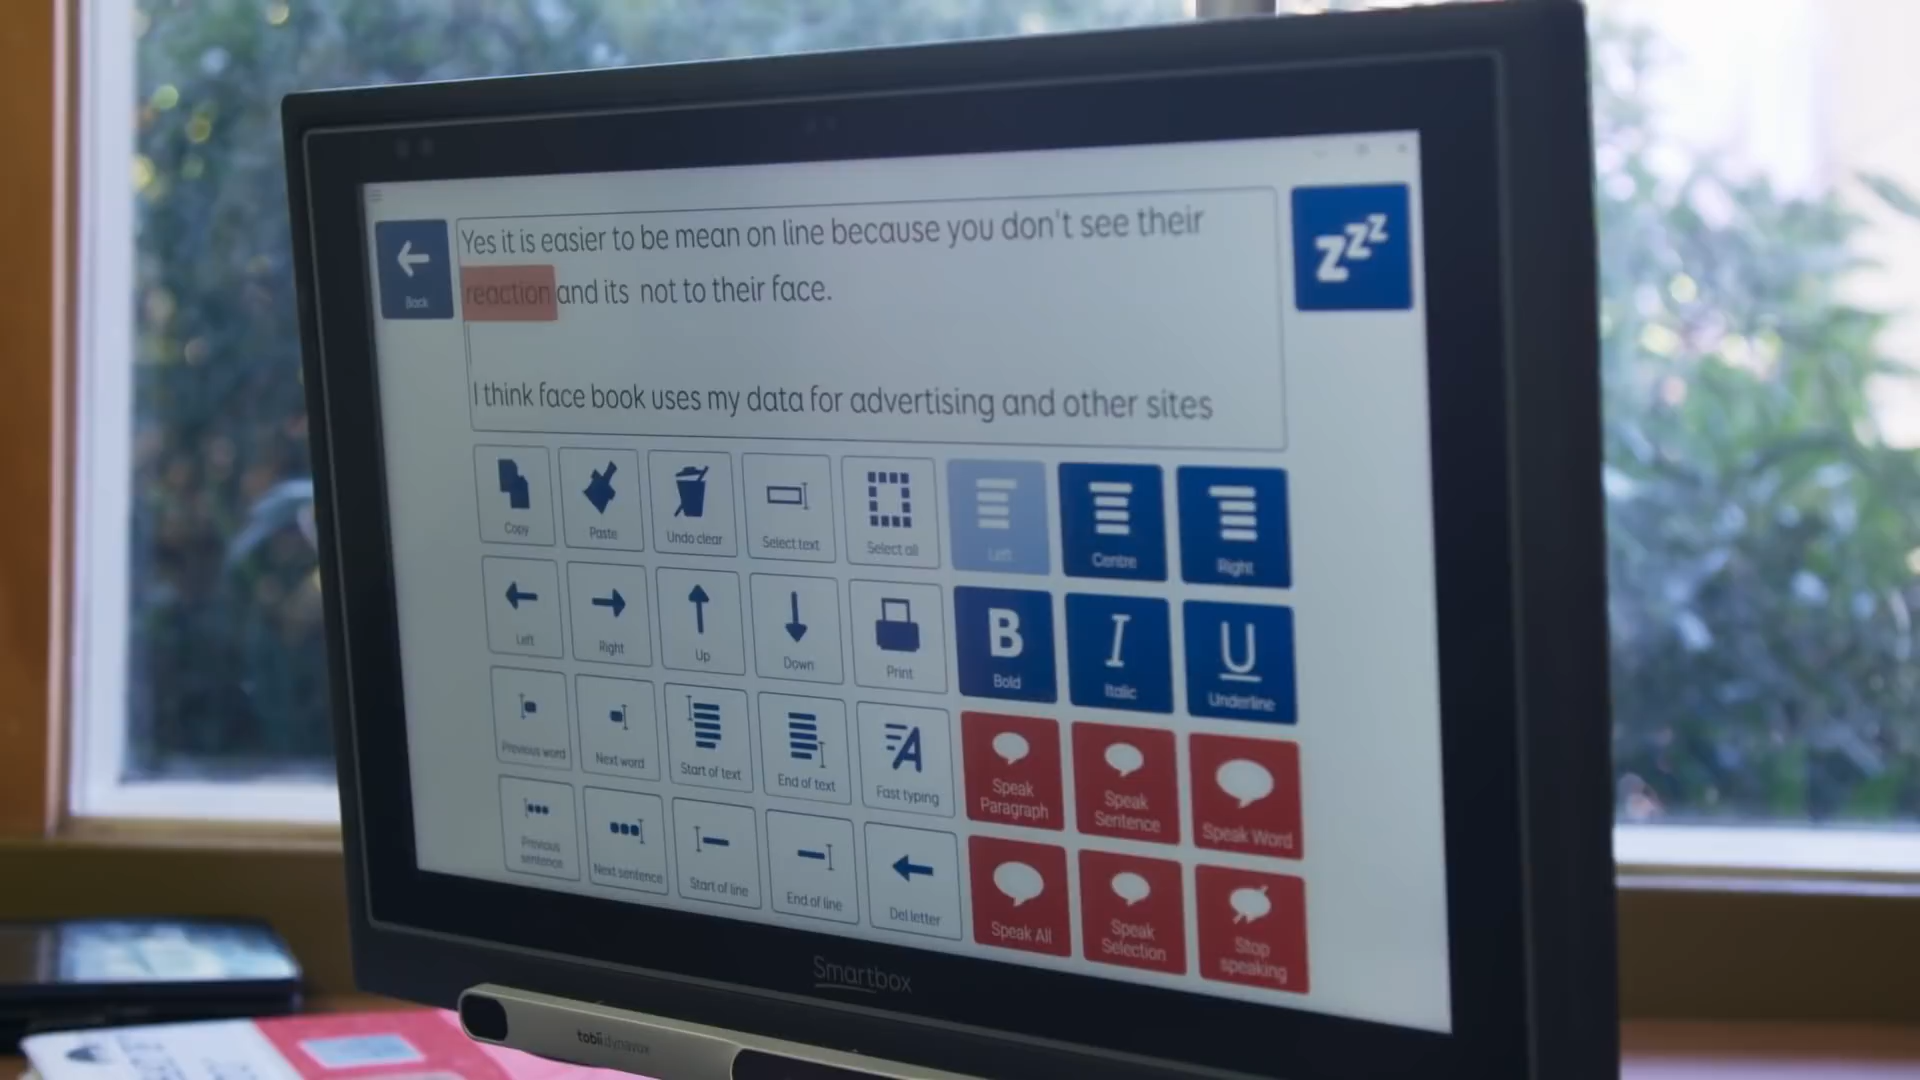 Yes it is easier to be mean on line because you don't see their
reaction and its not to their face.
I think face book uses my data for advertising and other sites
Back
zzz
Copy
Paste
Undo clear
Select text
Select all
Left
Centre
Right
Left
Right
Up
Down
Print
B
Bold
I
Italic
U
Underline
Previous word
Next word
Start of text
End of text
Fast typing
Speak
Paragraph
Speak
Sentence
Speak Word
Previous
sentence
Next sentence
Start of line
End of line
Del letter
Speak All
Speak
Selection
Stop
speaking
Smartbox
tobii dynavox